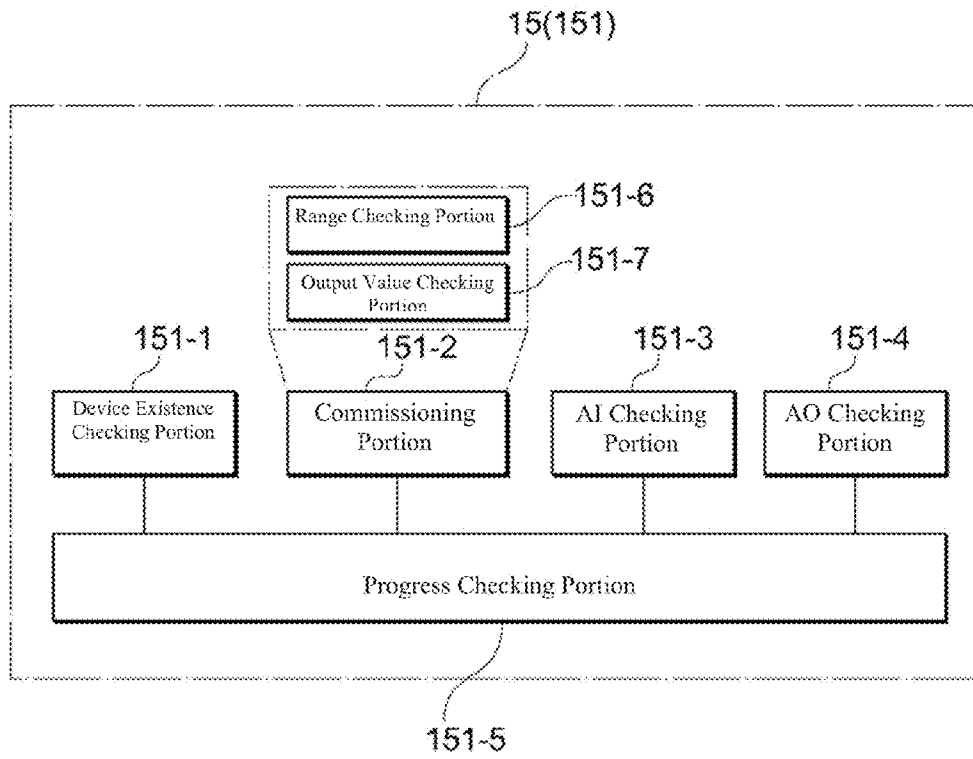 15(151)
Range Checking Portion
151-6
Output Value Checking
Portion
151-7
151-1
151-2
151-3
151-4
Device Existence
Checking Portion
Commissioning
Portion
AI Checking
Portion
AO Checking
Portion
Progress Checking Portion
151-5